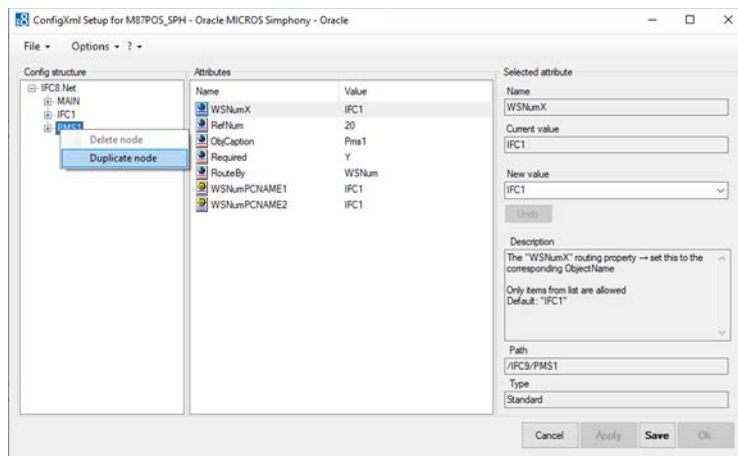 ConfigXml Setup for M87POS_SPH - Oracle MICROS Simphony - Oracle
File Options ?
Config structure
IFC8.Net
MAIN
IFC1
PMS1
Delete node
Duplicate node
Attributes
Name Value
WSNumX IFC1
RefNum 20
ObjCaption Pms1
Required Y
RouteBy WSNum
WSNumPCNAME1 IFC1
WSNumPCNAME2 IFC1
Selected attribute
Name
WSNumX
Current value
IFC1
New value
IFC1
Undo
Description
The "WSNumX" routing property → set this to the
corresponding ObjectName
Only items from list are allowed
Default: "IFC1"
Path
/IFC9/PMS1
Type
Standard
Cancel Apply Save Ok